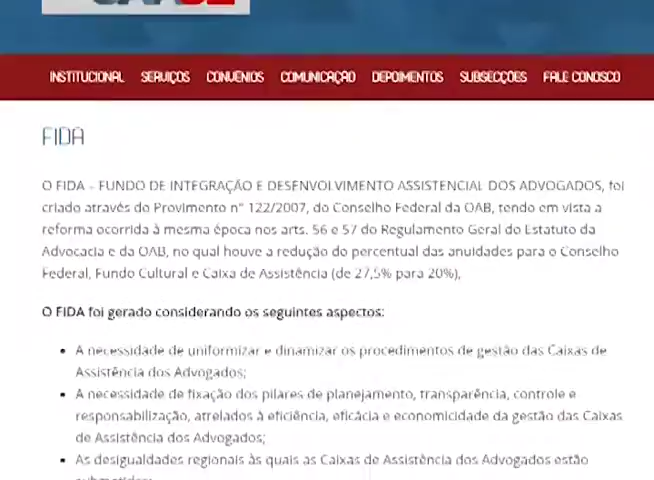 INSTITUCIONAL SERVIÇOS CONVÊNIOS COMUNICAÇÃO DEPOIMENTOS SUBSECÇÕES FALE CONOSCO
FIDA
O FIDA – FUNDO DE INTEGRAÇÃO E DESENVOLVIMENTO ASSISTENCIAL DOS ADVOGADOS, foi
criado através do Provimento nº 122/2007, do Conselho Federal da OAB, tendo em vista a
reforma ocorrida à mesma época nos arts. 56 e 57 do Regulamento Geral do Estatuto da
Advocacia e da OAB, no qual houve a redução do percentual das anuidades para o Conselho
Federal, Fundo Cultural e Caixa de Assistência (de 27,5% para 20%),
O FIDA foi gerado considerando os seguintes aspectos:
• A necessidade de uniformizar e dinamizar os procedimentos de gestão das Caixas de
Assistência dos Advogados;
• A necessidade de fixação dos pilares de planejamento, transparência, controle e
responsabilização, atrelados à eficiência, eficácia e economicidade da gestão das Caixas
de Assistência dos Advogados;
• As desigualdades regionais às quais as Caixas de Assistência dos Advogados estão